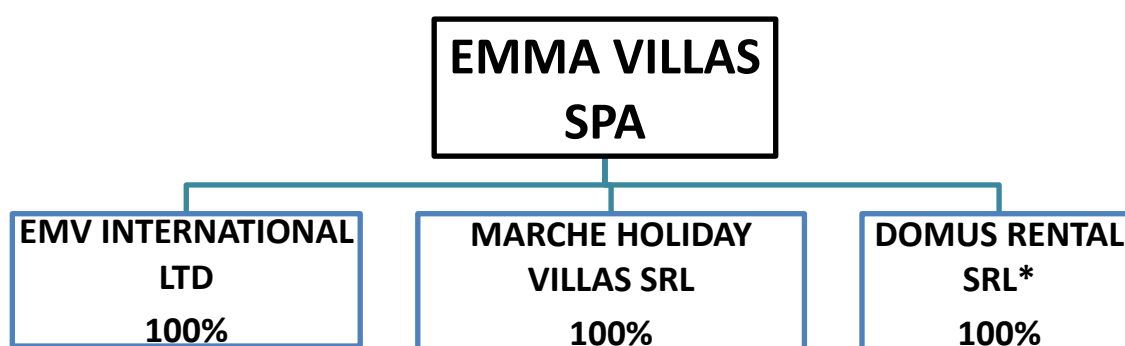 EMMA VILLAS
SPA
EMV INTERNATIONAL
LTD
100%
MARCHE HOLIDAY
VILLAS SRL
100%
DOMUS RENTAL
SRL*
100%